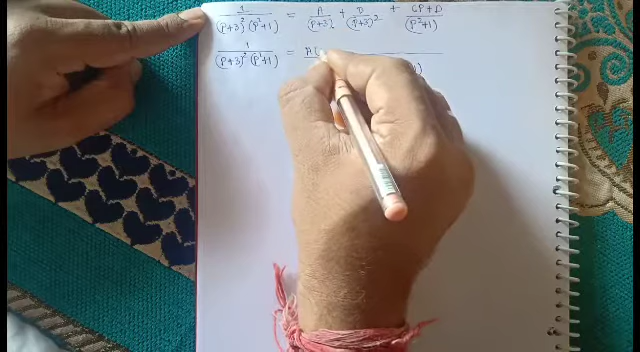 1/(P+3)²(P²+1) = A/(P+3) + D/(P+3)² + CP+D/(P²+1)
1/(P+3)²(P²+1) = A(